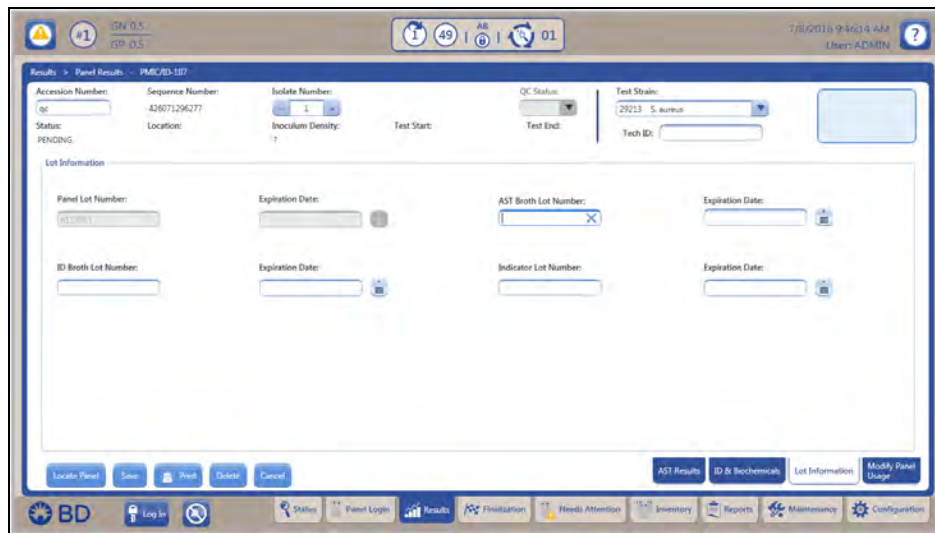 #1
GN 0.5
GP 0.5
1 49 | AB | 01
7/8/2016 9:46:14 AM
User: ADMIN
?
Results > Panel Results - PMIC/ID-107
Accession Number: Sequence Number: Isolate Number: QC Status: Test Strain:
qc 426071296277 - 1 + 29213 S. aureus
Status: Location: Inoculum Density: Test Start: Test End: Tech ID:
PENDING ?
Lot Information
Panel Lot Number: Expiration Date: AST Broth Lot Number: Expiration Date:
ID Broth Lot Number: Expiration Date: Indicator Lot Number: Expiration Date:
Locate Panel Save Print Delete Cancel
AST Results ID & Biochemicals Lot Information Modify Panel Usage
BD Log In Status Panel Login Results Finalization Needs Attention Inventory Reports Maintenance Configuration